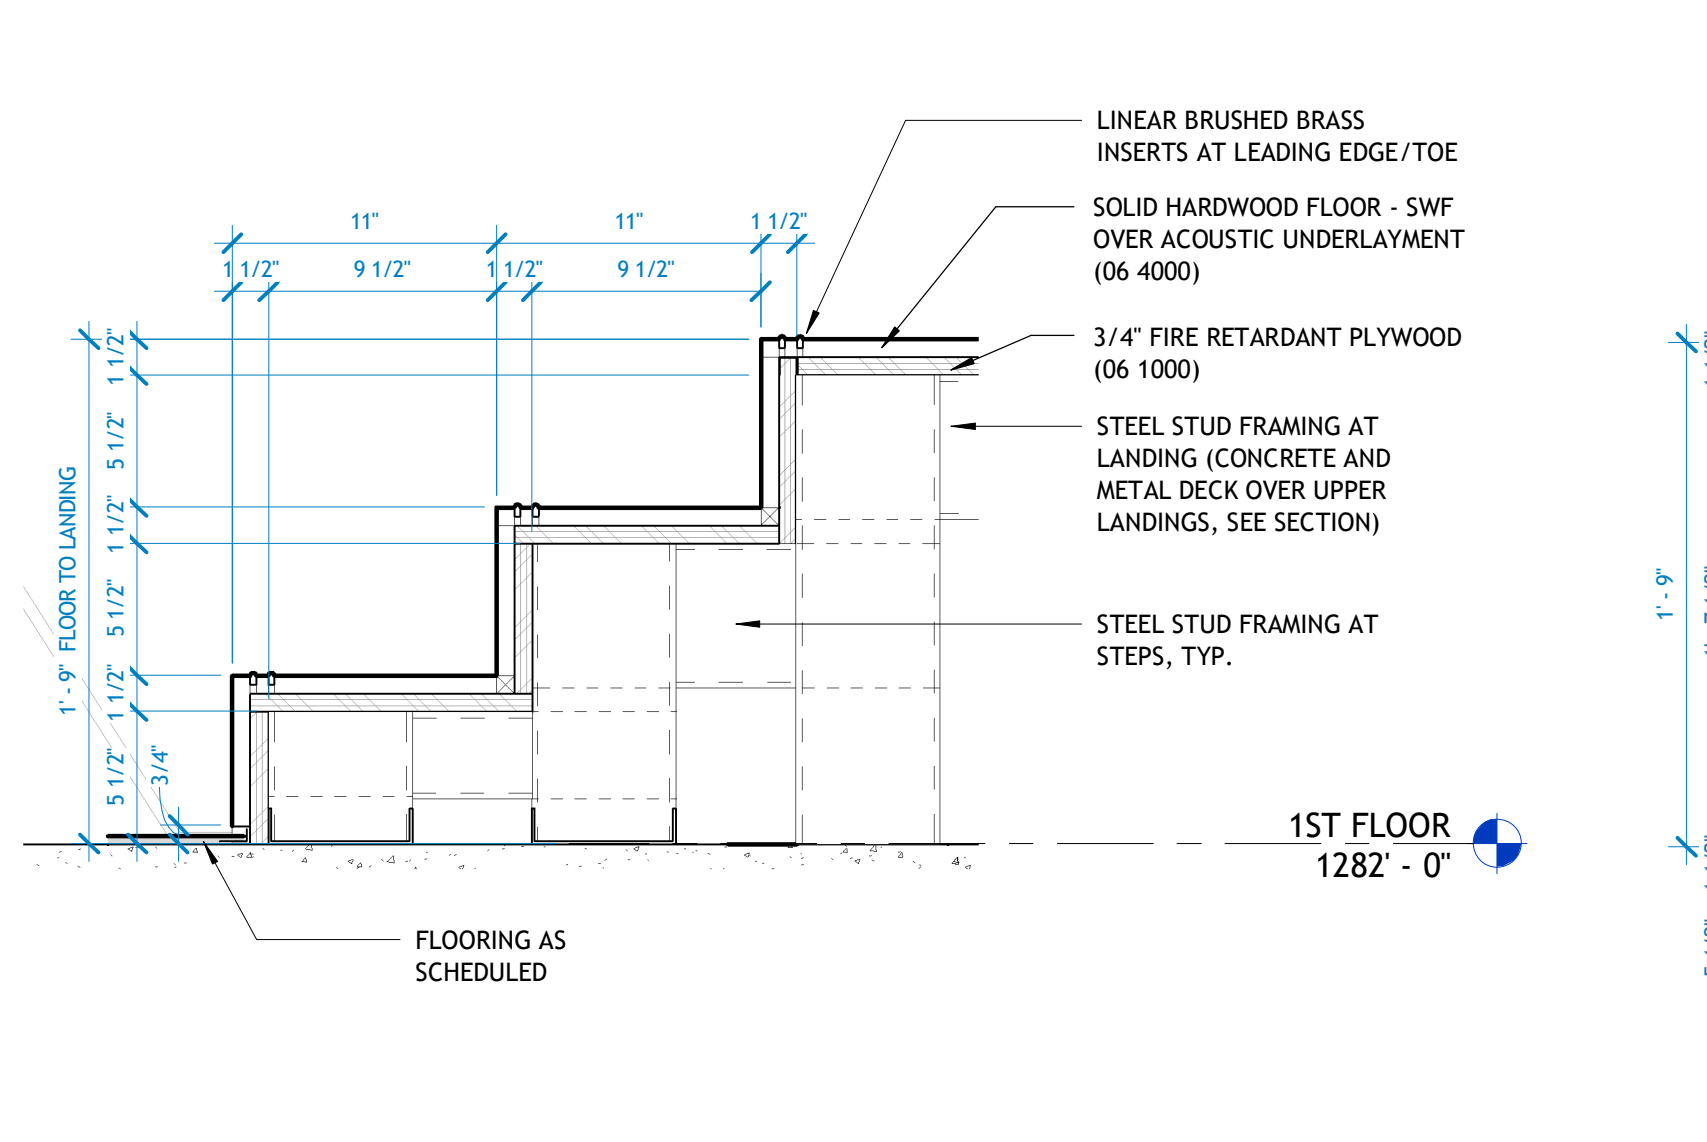 LINEAR BRUSHED BRASS
INSERTS AT LEADING EDGE/TOE
SOLID HARDWOOD FLOOR - SWF
OVER ACOUSTIC UNDERLAYMENT
(06 4000)
3/4" FIRE RETARDANT PLYWOOD
(06 1000)
STEEL STUD FRAMING AT
LANDING (CONCRETE AND
METAL DECK OVER UPPER
LANDINGS, SEE SECTION)
STEEL STUD FRAMING AT
STEPS, TYP.
11"
11"
1 1/2"
1 1/2"
9 1/2"
1 1/2"
9 1/2"
1 1/2"
5 1/2"
1 1/2"
5 1/2"
1 1/2"
5 1/2"
3/4"
1' - 9" FLOOR TO LANDING
1ST FLOOR
1282' - 0"
FLOORING AS
SCHEDULED
1' - 9"